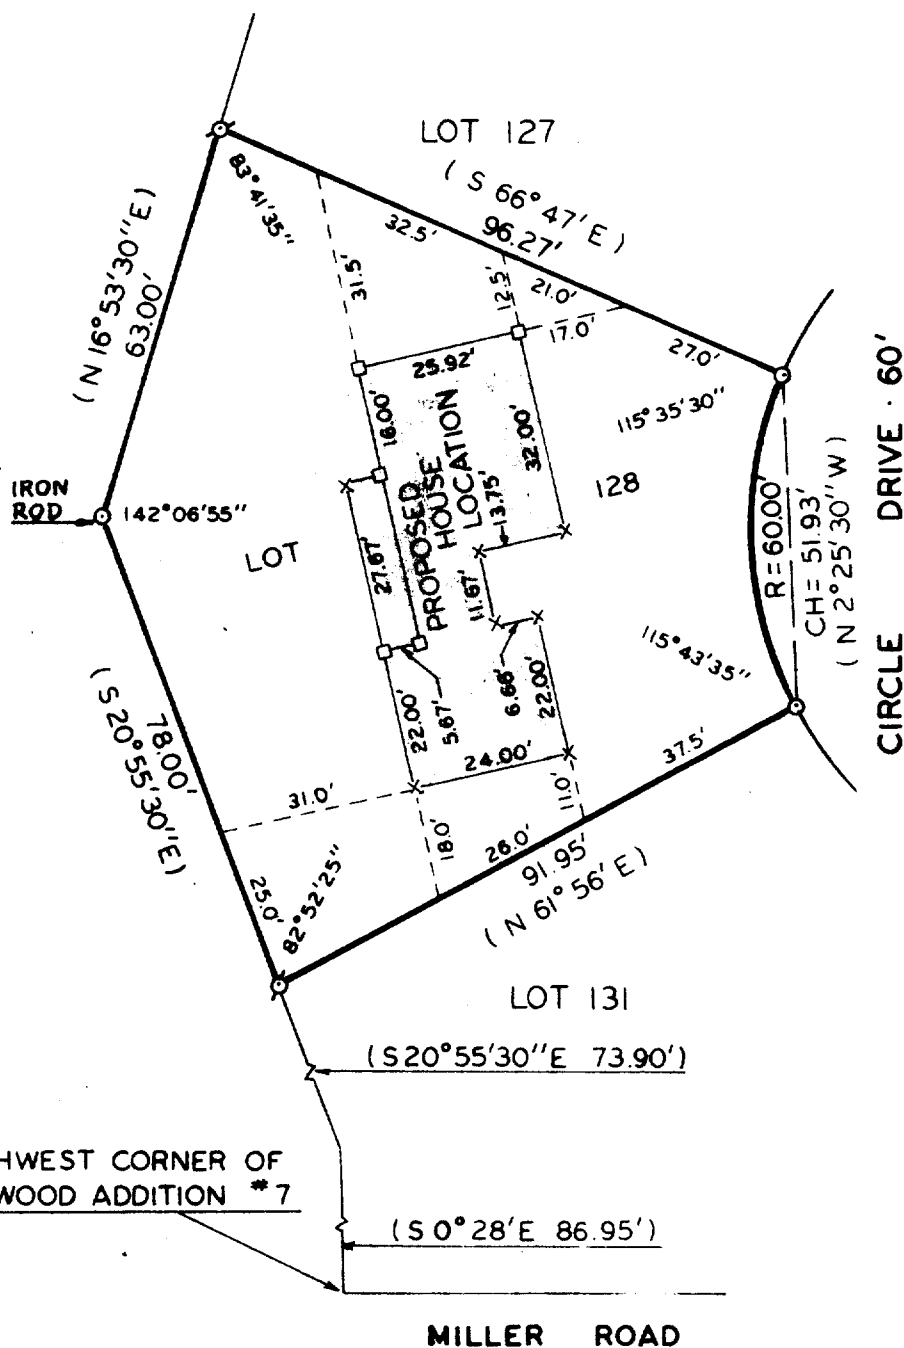 LOT 127
( S 66°47'E )
96.27'
83°41'35"
32.5'
(N 16°53'30"E)
63.00'
31.5'
12.5'
21.0'
17.0'
27.0'
25.92'
115°35'30"
16.00'
32.00'
PROPOSED
HOUSE
LOCATION
13.75'
128
IRON
ROD
142°06'55"
LOT
27.67'
11.67'
R=60.00'
CH= 51.93'
( N 2°25'30"W )
CIRCLE DRIVE · 60'
115°43'35"
6.66'
22.00'
5.67'
22.00'
24.00'
( S 20°55'30"E )
78.00'
31.0'
18.0'
11.0'
37.5'
26.0'
91.95'
( N 61°56'E )
25.0'
82°52'25"
LOT 131
(S20°55'30"E 73.90')
HWEST CORNER OF
WOOD ADDITION #7
(S 0°28'E 86.95')
MILLER ROAD